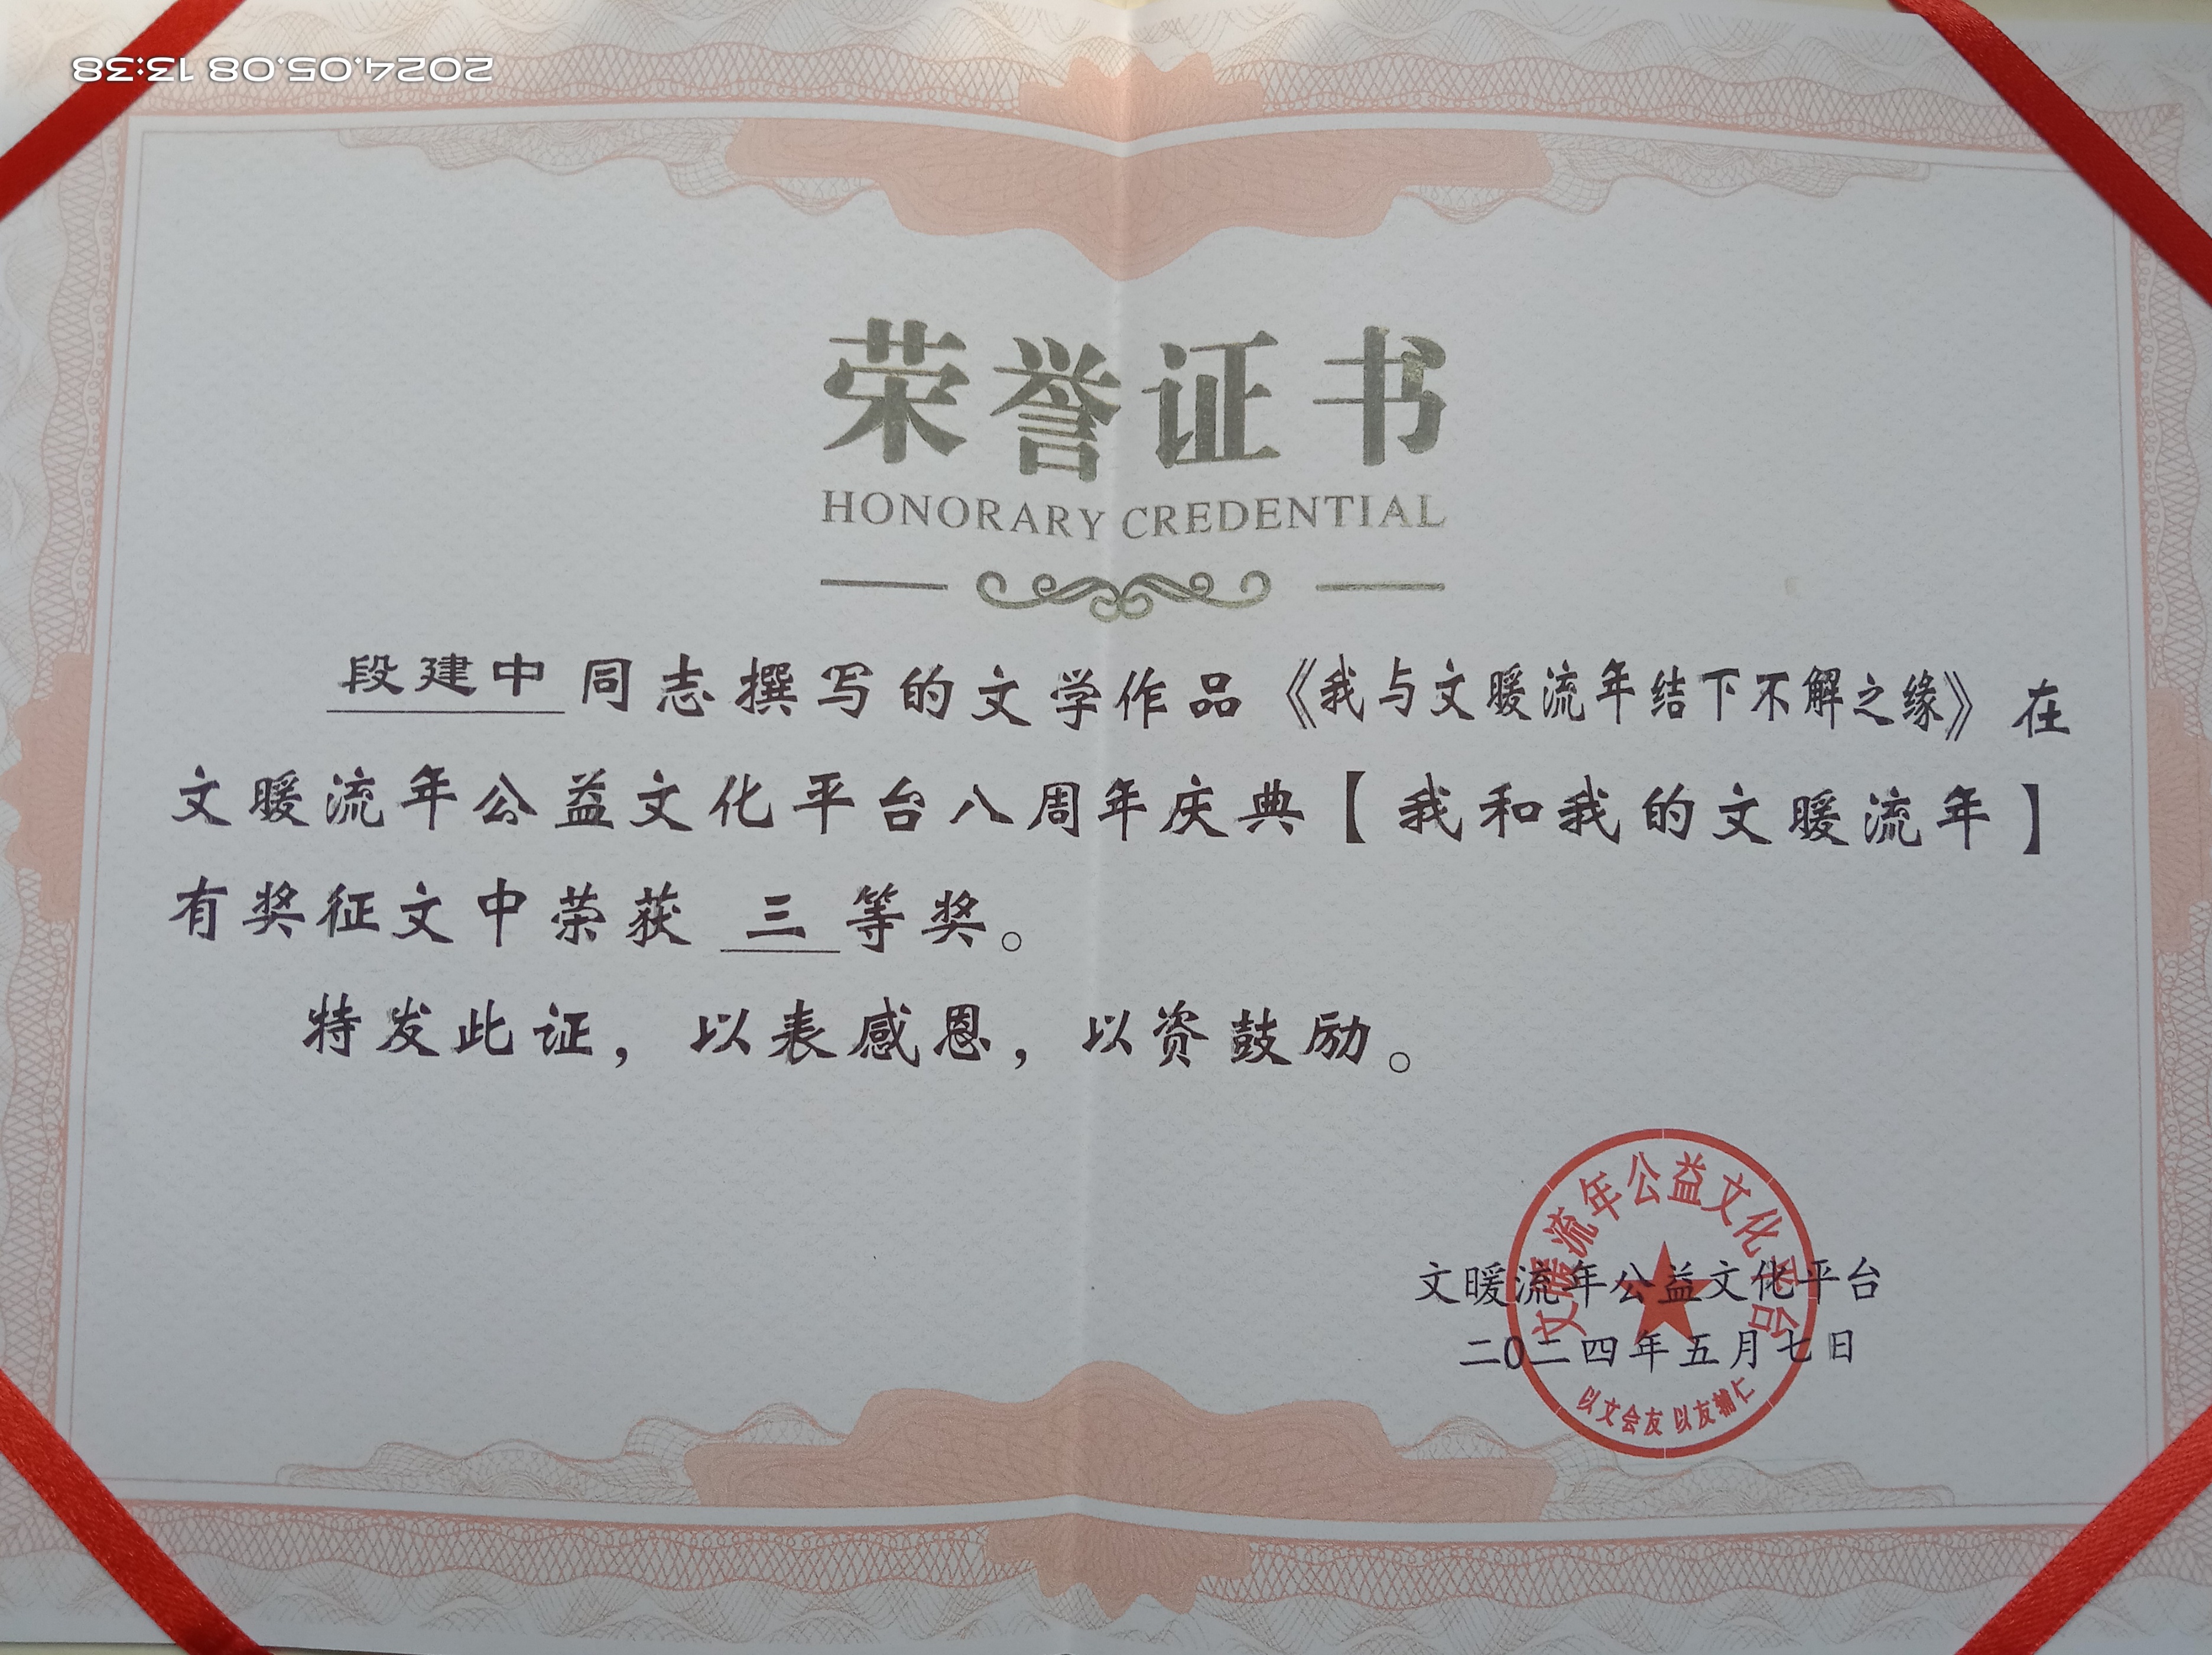 2024.05.08 13:38
荣誉证书
HONORARY CREDENTIAL
段建中同志撰写的文学作品《我与文暖流年结下不解之缘》在
文暖流年公益文化平台八周年庆典【我和我的文暖流年】
有奖征文中荣获 三 等奖。
特发此证，以表感恩，以资鼓励。
文暖流年公益文化平台
文暖流年公益文化平台
二〇二四年五月七日
以文会友 以友辅仁